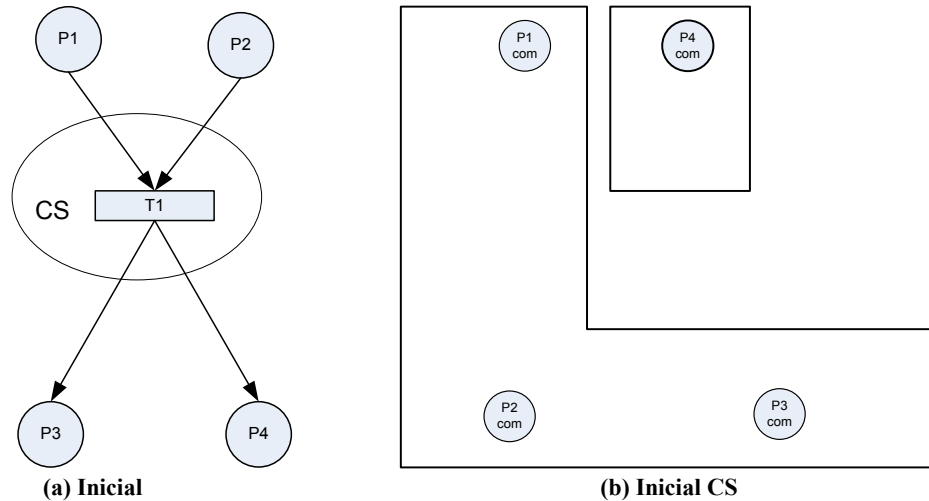 P1
P2
CS
T1
P3
P4
(a) Inicial
P1
com
P4
com
P2
com
P3
com
(b) Inicial CS